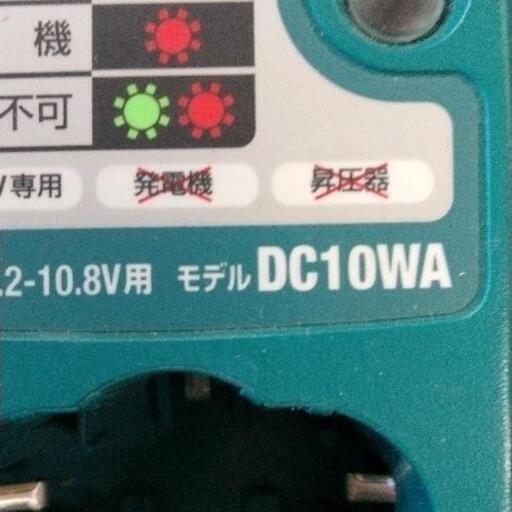 機
不可
V専用 発電機 昇圧器
.2-10.8V用 モデル DC10WA